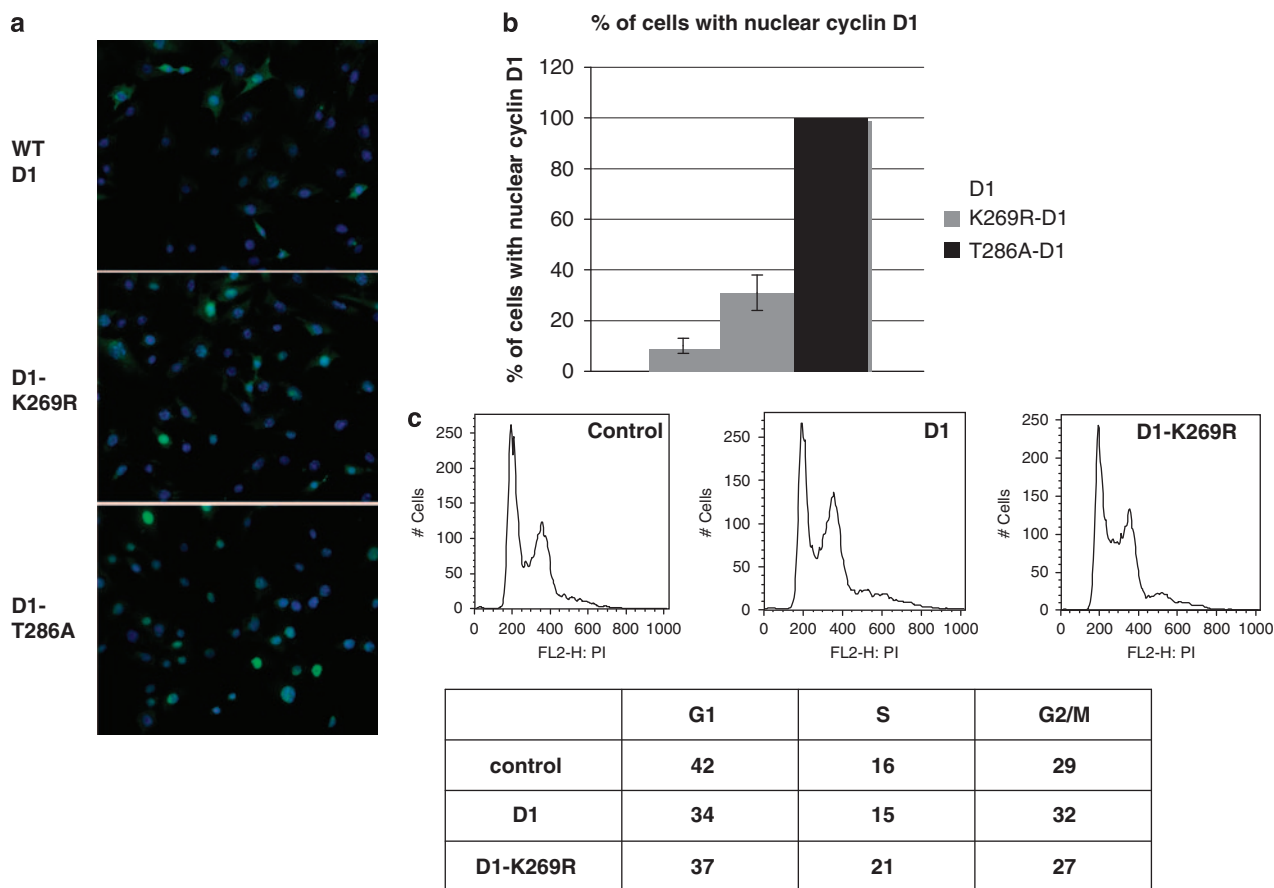 a
WT
D1
D1-
K269R
D1-
T286A
b
% of cells with nuclear cyclin D1
% of cells with nuclear cyclin D1
120
100
80
60
40
20
0
D1
K269R-D1
T286A-D1
c
Control
# Cells
250
200
150
100
50
0
0 200 400 600 800 1000
FL2-H: PI
D1
# Cells
250
200
150
100
50
0
0 200 400 600 800 1000
FL2-H: PI
D1-K269R
# Cells
250
200
150
100
50
0
0 200 400 600 800 1000
FL2-H: PI
G1 S G2/M
control 42 16 29
D1 34 15 32
D1-K269R 37 21 27